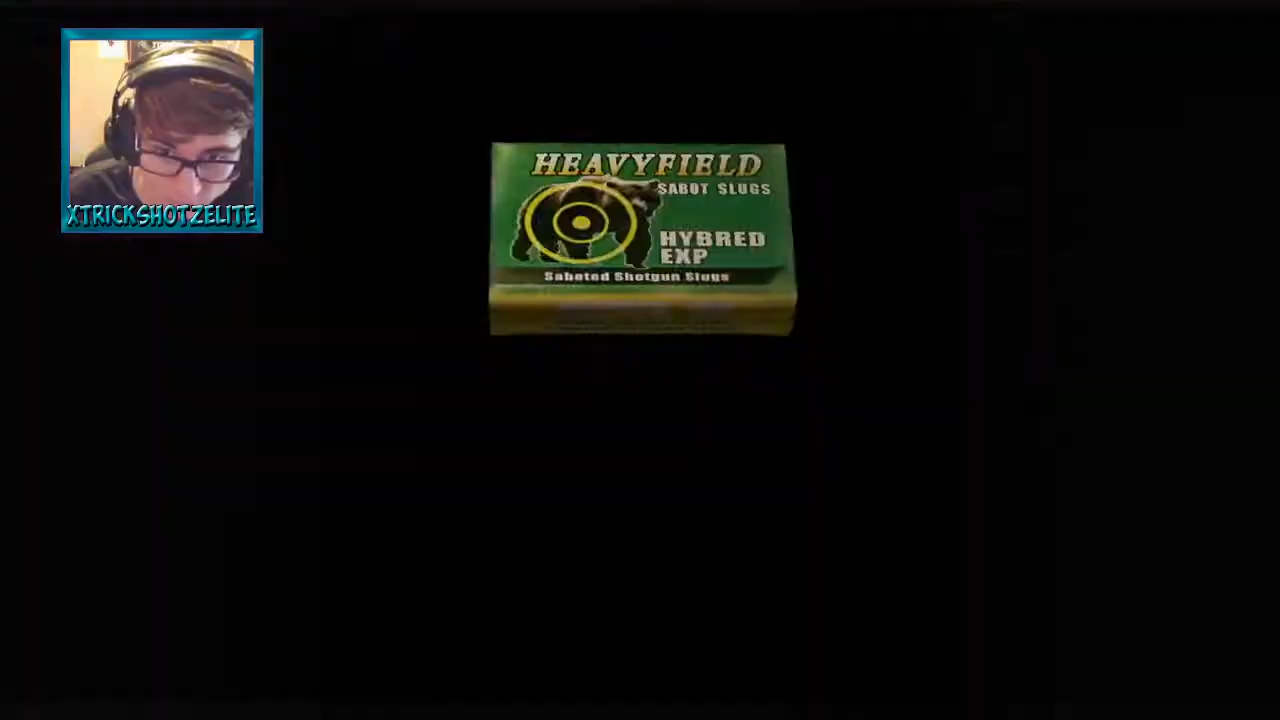 XTRICKSHOTZELITE
HEAVYFIELD
SABOT SLUGS
HYBRED
EXP
Saboted Shotgun Slugs